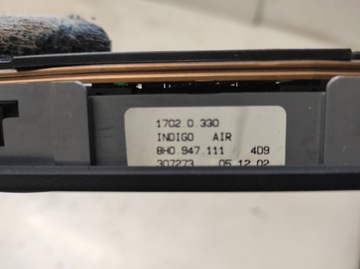 1702 0.330
INDIGO AIR
8H0.947.111 4D9
307273 05.12.02